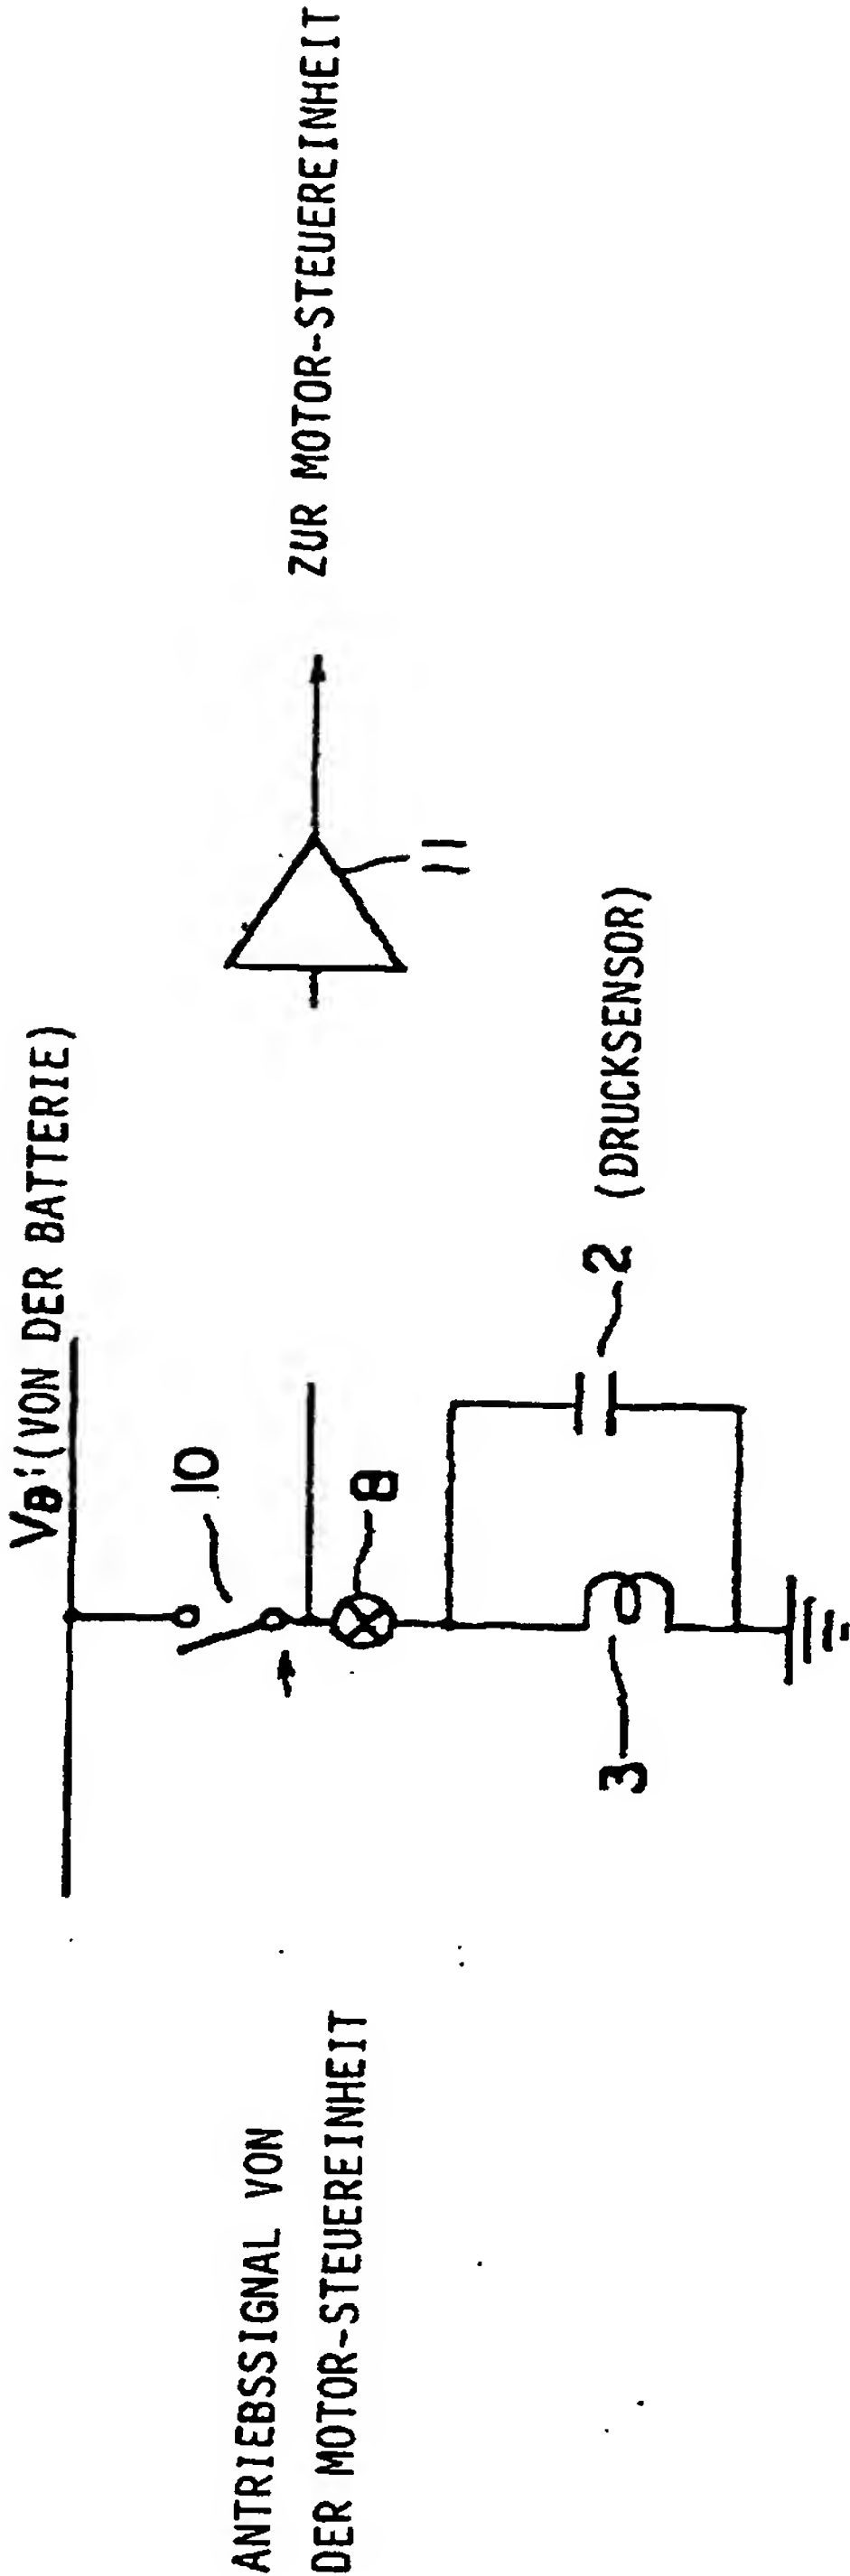 VB' (VON DER BATTERIE)
10
ANTRIEBSSIGNAL VON
DER MOTOR-STEUEREINHEIT
11
ZUR MOTOR-STEUEREINHEIT
8
3
2 (DRUCKSENSOR)